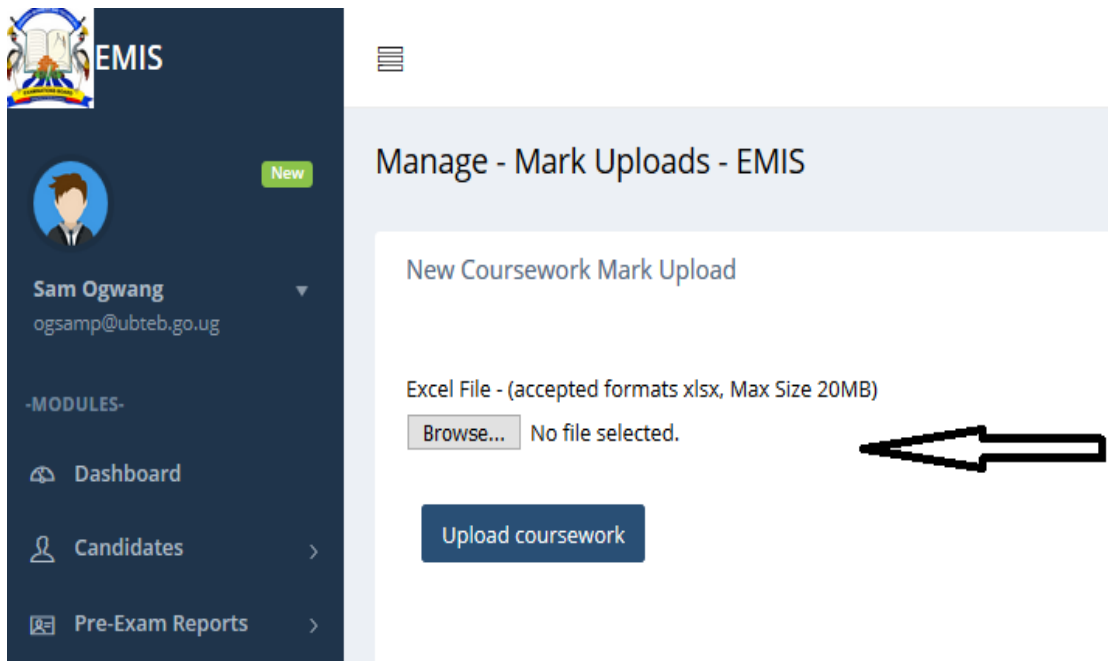 EMIS
New
Sam Ogwang
ogsamp@ubteb.go.ug
-MODULES-
Dashboard
Candidates
Pre-Exam Reports
Manage - Mark Uploads - EMIS
New Coursework Mark Upload
Excel File - (accepted formats xlsx, Max Size 20MB)
Browse... No file selected.
Upload coursework